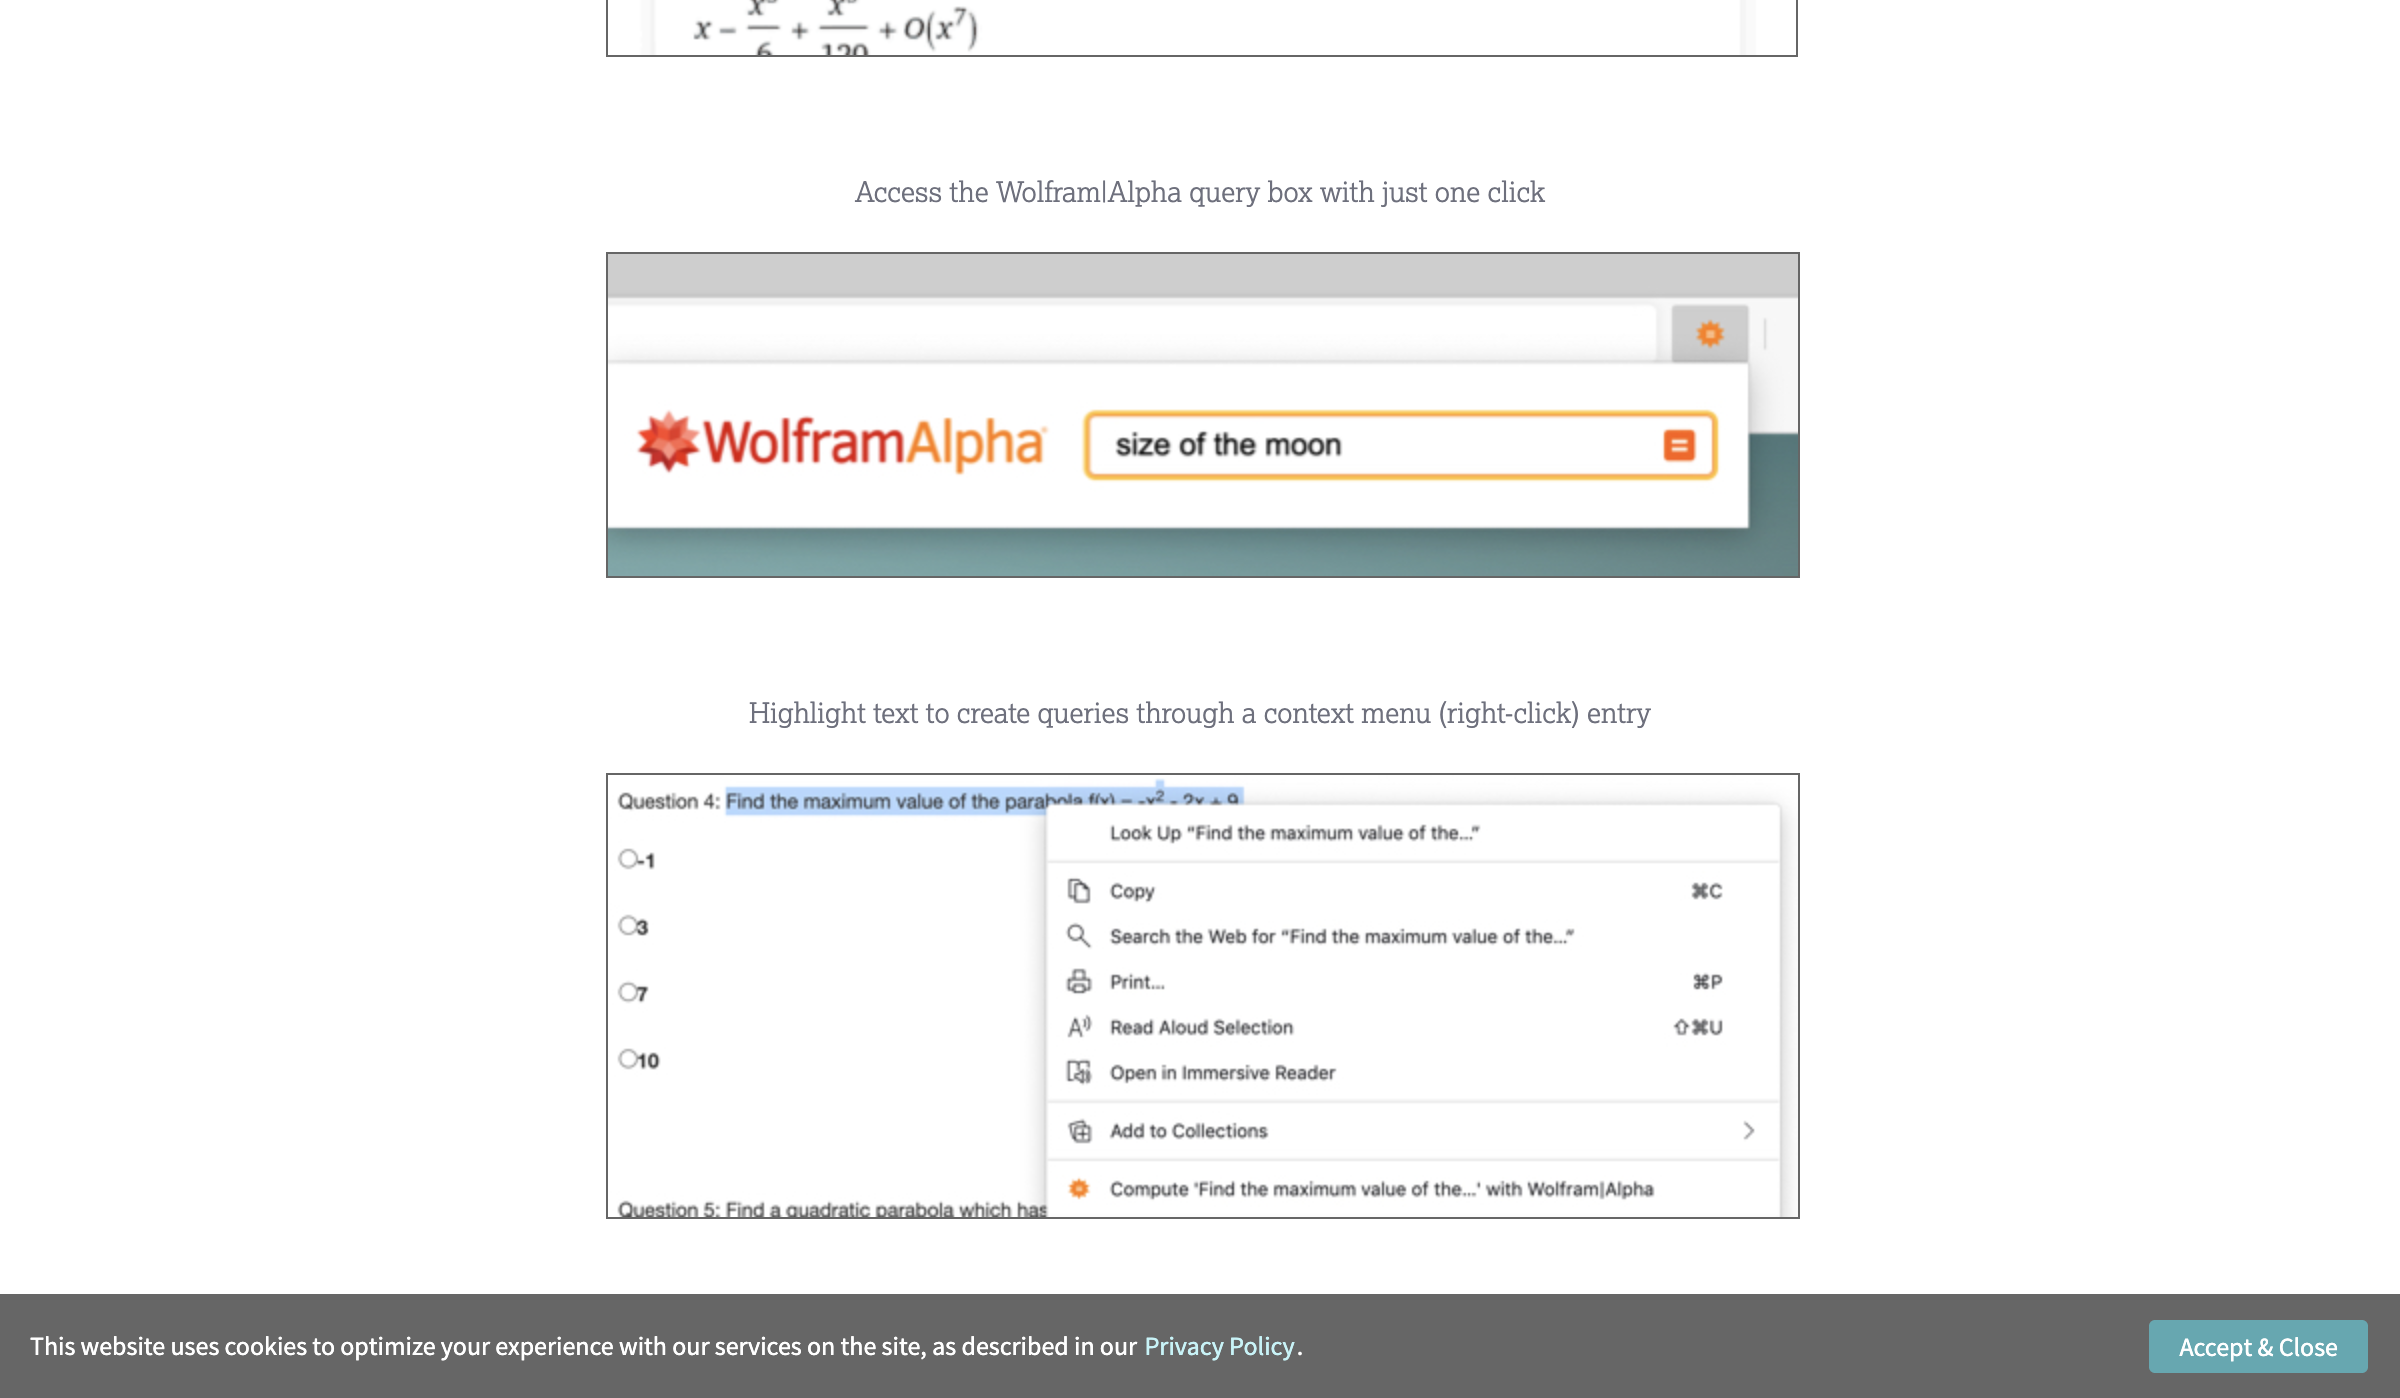 x − x/6 + x/120 + O(x⁷)
Access the Wolfram|Alpha query box with just one click
WolframAlpha
size of the moon
Highlight text to create queries through a context menu (right-click) entry
Question 4: Find the maximum value of the parabola f(x) = -x² - 2x + 9
-1
3
7
10
Look Up "Find the maximum value of the..."
Copy ⌘C
Search the Web for "Find the maximum value of the..."
Print... ⌘P
Read Aloud Selection ⇧⌘U
Open in Immersive Reader
Add to Collections
Compute 'Find the maximum value of the...' with Wolfram|Alpha
Question 5: Find a quadratic parabola which has
This website uses cookies to optimize your experience with our services on the site, as described in our Privacy Policy.
Accept & Close